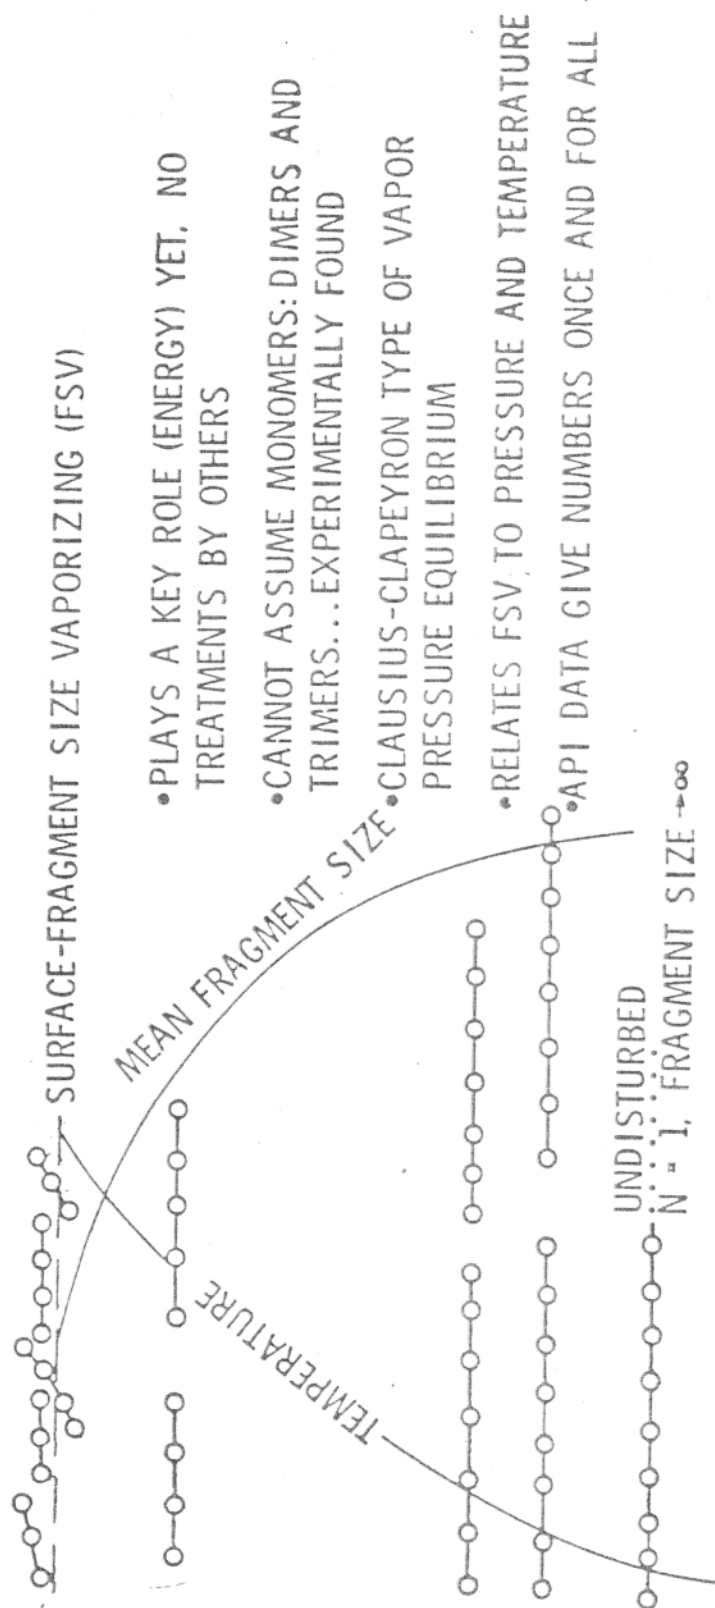 SURFACE-FRAGMENT SIZE VAPORIZING (FSV)
•PLAYS A KEY ROLE (ENERGY) YET, NO
TREATMENTS BY OTHERS
•CANNOT ASSUME MONOMERS: DIMERS AND
TRIMERS...EXPERIMENTALLY FOUND
•CLAUSIUS-CLAPEYRON TYPE OF VAPOR
PRESSURE EQUILIBRIUM
•RELATES FSV, TO PRESSURE AND TEMPERATURE
•API DATA GIVE NUMBERS ONCE AND FOR ALL
MEAN FRAGMENT SIZE
TEMPERATURE
UNDISTURBED
N = 1, FRAGMENT SIZE →∞